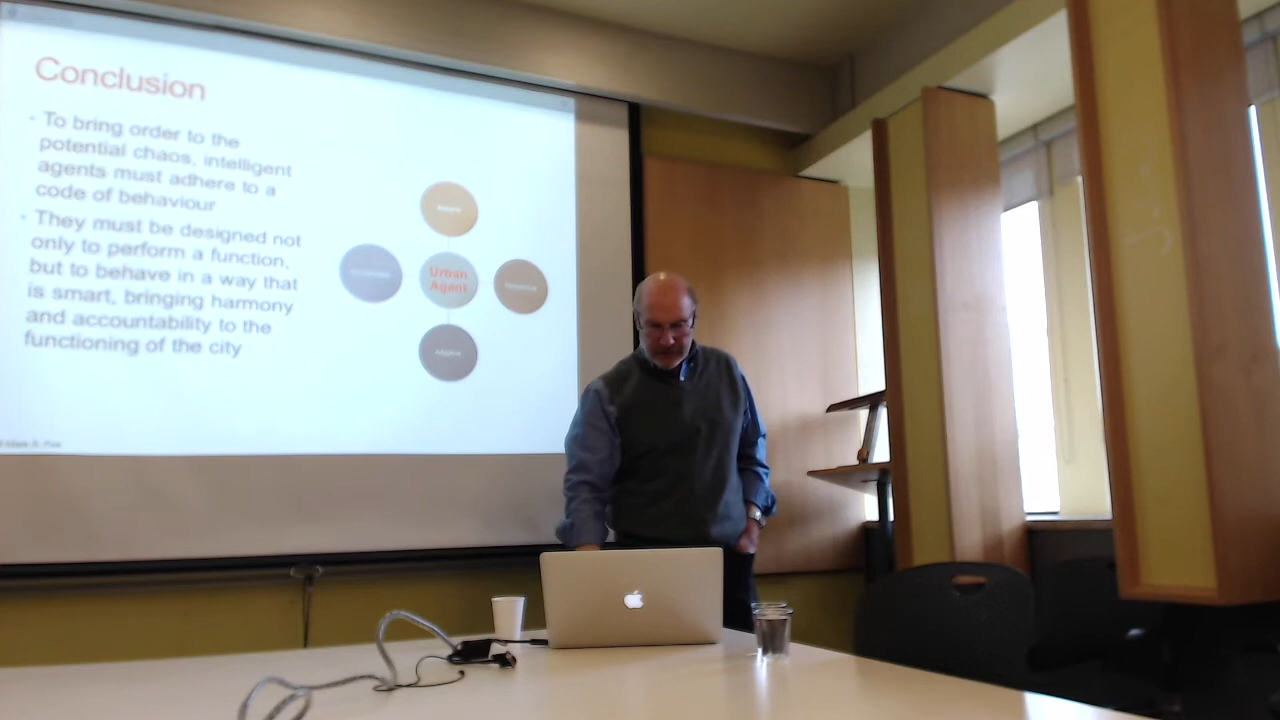 Conclusion
• To bring order to the
potential chaos, intelligent
agents must adhere to a
code of behaviour
• They must be designed not
only to perform a function,
but to behave in a way that
is smart, bringing harmony
and accountability to the
functioning of the city
Urban
Agent